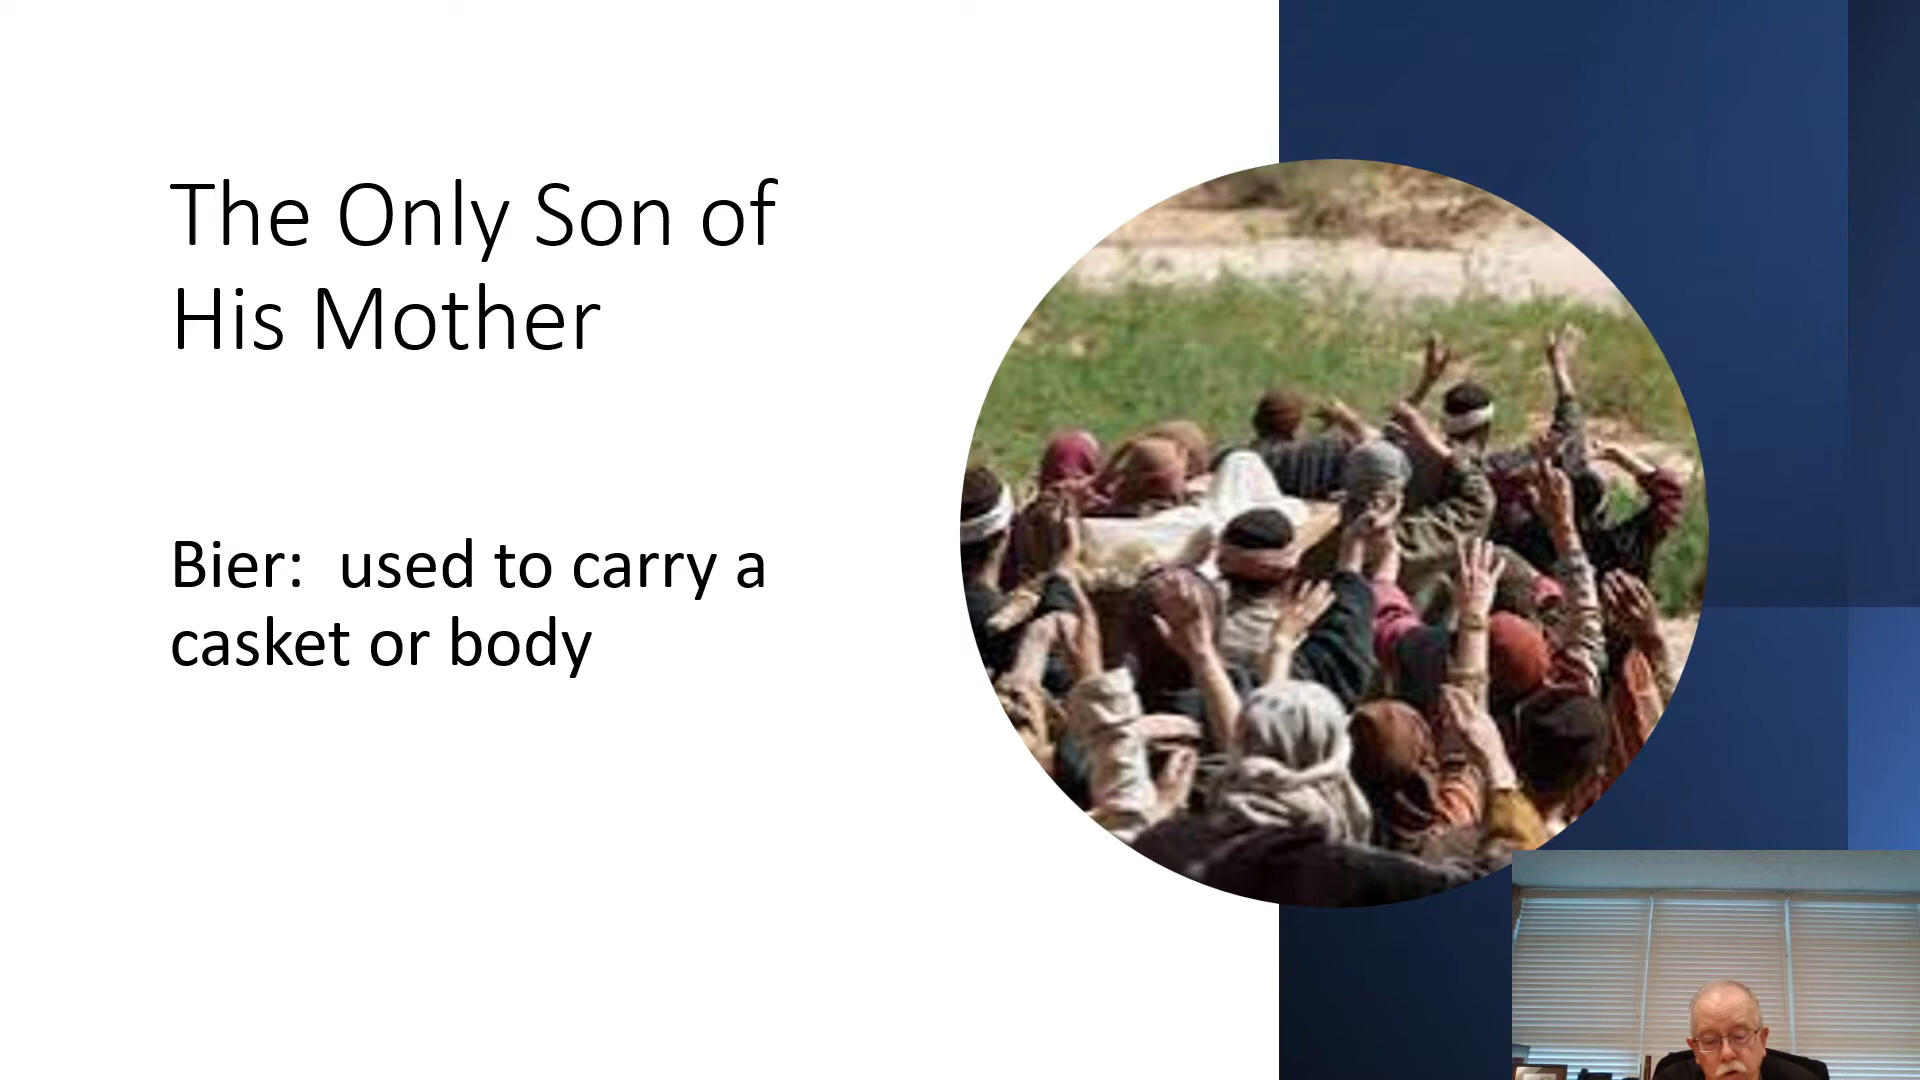 The Only Son of
His Mother
Bier:  used to carry a
casket or body